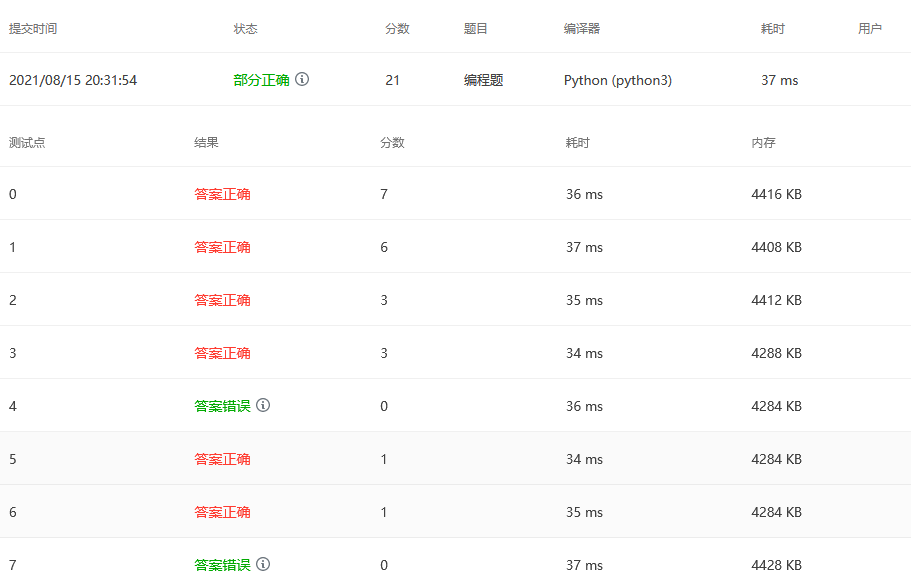 提交时间 状态 分数 题目 编译器 耗时 用户
2021/08/15 20:31:54 部分正确 21 编程题 Python (python3) 37 ms
测试点 结果 分数 耗时 内存
0 答案正确 7 36 ms 4416 KB
1 答案正确 6 37 ms 4408 KB
2 答案正确 3 35 ms 4412 KB
3 答案正确 3 34 ms 4288 KB
4 答案错误 0 36 ms 4284 KB
5 答案正确 1 34 ms 4284 KB
6 答案正确 1 35 ms 4284 KB
7 答案错误 0 37 ms 4428 KB